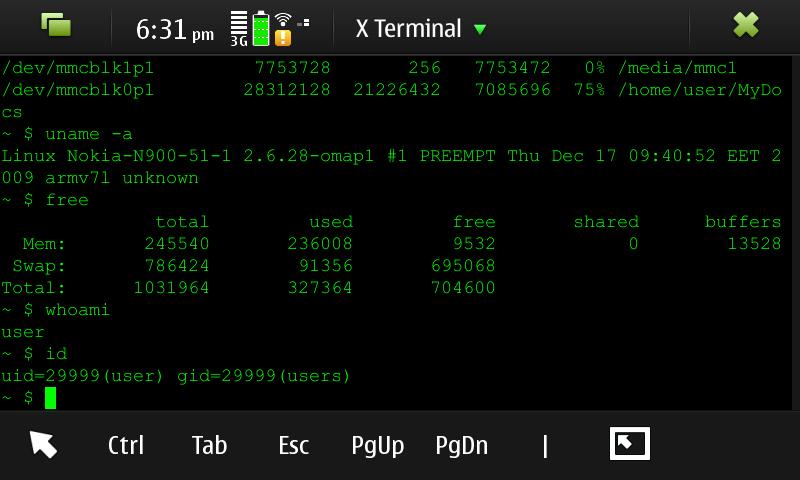 6:31 pm 3G X Terminal
/dev/mmcblk1p1 7753728 256 7753472 0% /media/mmc1
/dev/mmcblk0p1 28312128 21226432 7085696 75% /home/user/MyDo
cs
~ $ uname -a
Linux Nokia-N900-51-1 2.6.28-omap1 #1 PREEMPT Thu Dec 17 09:40:52 EET 2
009 armv7l unknown
~ $ free
total used free shared buffers
Mem: 245540 236008 9532 0 13528
Swap: 786424 91356 695068
Total: 1031964 327364 704600
~ $ whoami
user
~ $ id
uid=29999(user) gid=29999(users)
~ $
Ctrl Tab Esc PgUp PgDn |